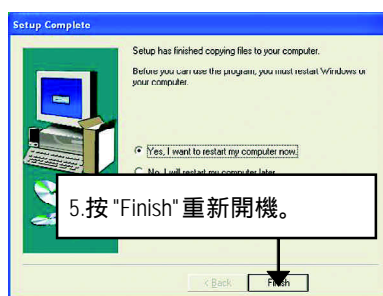 Setup Complete
Setup has finished copying files to your computer.
Before you can use the program, you must restart Windows or
your computer.
Yes, I want to restart my computer now.
No, I will restart my computer later.
5.按"Finish"重新開機。
< Back
Finish